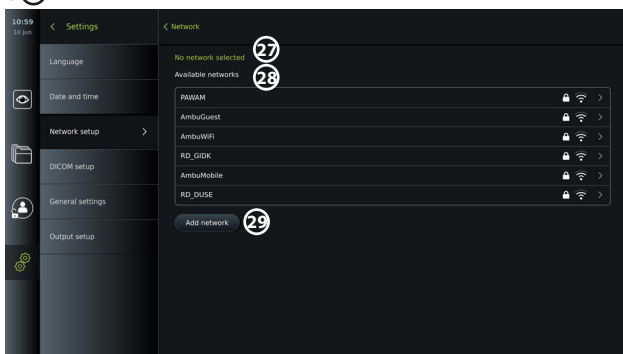 10:59
10 Jun
Settings
Language
Date and time
Network setup
DICOM setup
General settings
Output setup
Network
No network selected 27
Available networks 28
PAWAM
AmbuGuest
AmbuWiFi
RD_GIDK
AmbuMobile
RD_DUSE
Add network 29